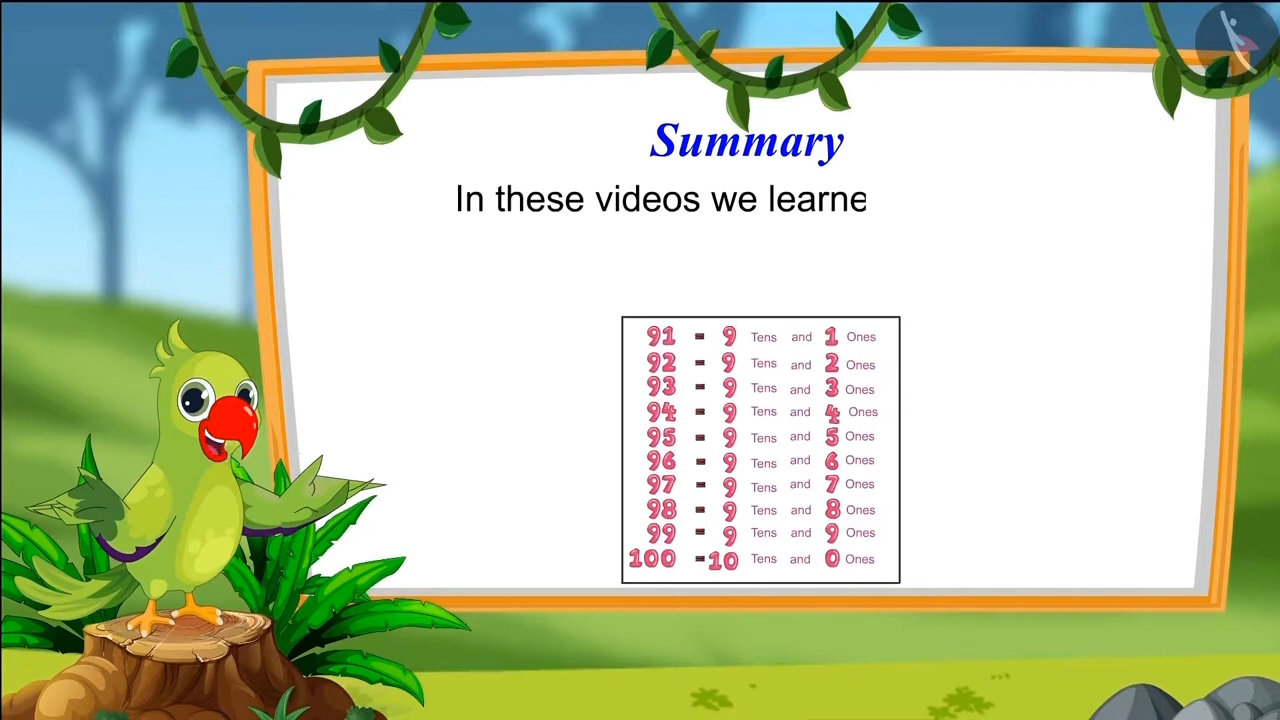 Summary
In these videos we learne
91 = 9 Tens and 1 Ones
92 = 9 Tens and 2 Ones
93 = 9 Tens and 3 Ones
94 = 9 Tens and 4 Ones
95 = 9 Tens and 5 Ones
96 = 9 Tens and 6 Ones
97 = 9 Tens and 7 Ones
98 = 9 Tens and 8 Ones
99 = 9 Tens and 9 Ones
100 = 10 Tens and 0 Ones